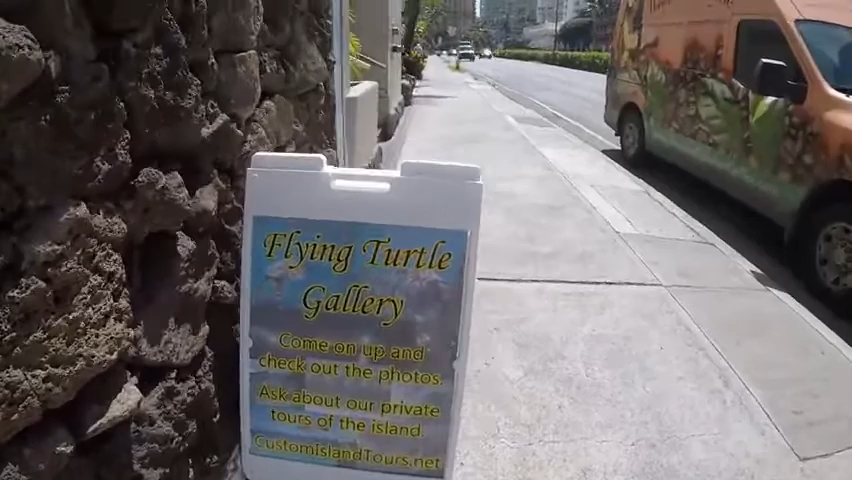 Flying Turtle
Gallery
Come on up and
check out the photos.
Ask about our private
tours of the island.
CustomIslandTours.net